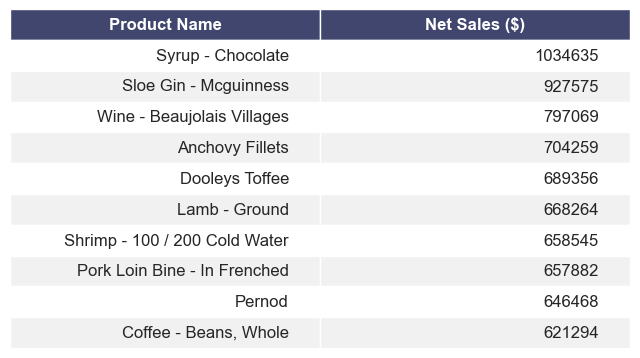 Product Name Net Sales ($)
Syrup - Chocolate 1034635
Sloe Gin - Mcguinness 927575
Wine - Beaujolais Villages 797069
Anchovy Fillets 704259
Dooleys Toffee 689356
Lamb - Ground 668264
Shrimp - 100 / 200 Cold Water 658545
Pork Loin Bine - In Frenched 657882
Pernod 646468
Coffee - Beans, Whole 621294